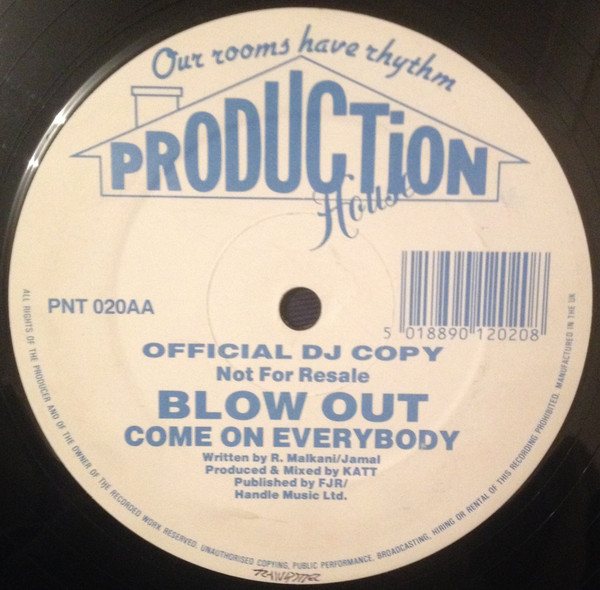 Our rooms have rhythm
PRODUCTiON
House
PNT 020AA
5 018890 120208
OFFICIAL DJ COPY
Not For Resale
BLOW OUT
COME ON EVERYBODY
Written by R. Malkani/Jamal
Produced & Mixed by KATT
Published by FJR/
Handle Music Ltd.
ALL RIGHTS OF THE PRODUCER AND OF THE OWNER OF THE RECORDED WORK RESERVED. UNAUTHORISED COPYING, PUBLIC PERFORMANCE, BROADCASTING, HIRING OR RENTAL OF THIS RECORDING PROHIBITED. MANUFACTURED IN THE UK